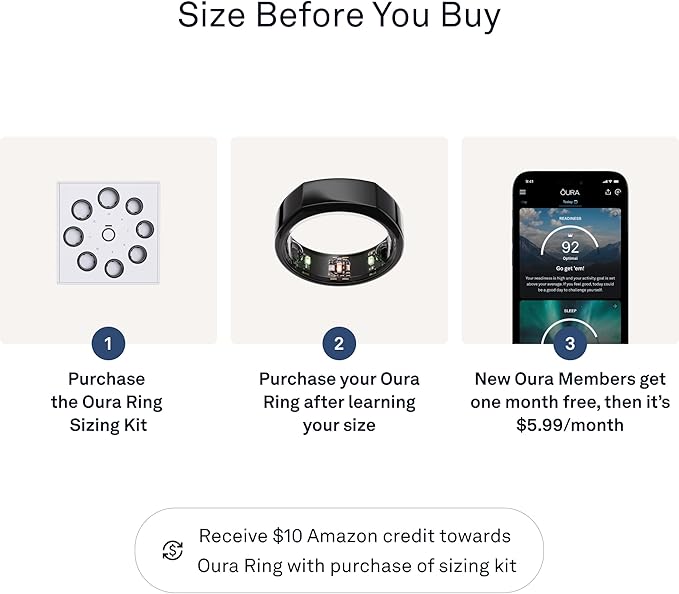 Size Before You Buy
9:41
ŌURA
Today
READINESS
92
Optimal
Go get 'em!
Your readiness is high and your activity goal is set
above your average. If you feel good, today could
be a good day to challenge yourself.
SLEEP
1
2
3
Purchase
the Oura Ring
Sizing Kit
Purchase your Oura
Ring after learning
your size
New Oura Members get
one month free, then it's
$5.99/month
Receive $10 Amazon credit towards
Oura Ring with purchase of sizing kit